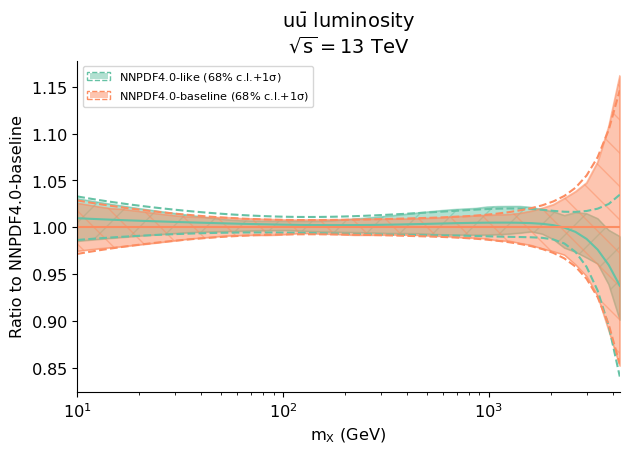 uū luminosity
√s = 13 TeV
NNPDF4.0-like (68% c.l.+1σ)
NNPDF4.0-baseline (68% c.l.+1σ)
Ratio to NNPDF4.0-baseline
1.15
1.10
1.05
1.00
0.95
0.90
0.85
10¹ 10² 10³
m_X (GeV)